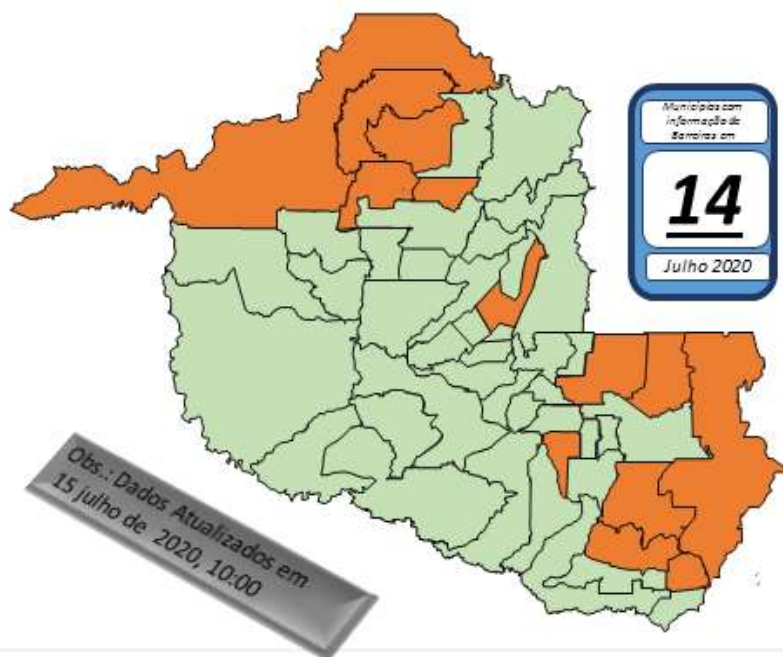 Municípios com
informação de
Barreiras em
14
Julho 2020
Obs.: Dados Atualizados em
15 julho de 2020, 10:00